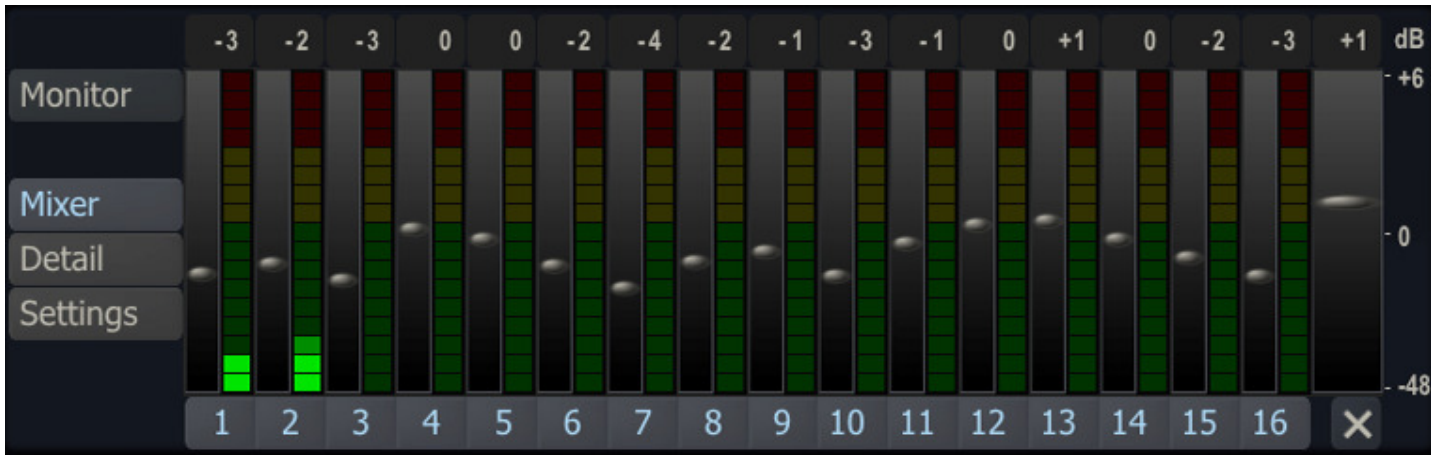 -3 -2 -3 0 0 -2 -4 -2 -1 -3 -1 0 +1 0 -2 -3 +1 dB
+6
Monitor
Mixer
0
Detail
Settings
-48
1 2 3 4 5 6 7 8 9 10 11 12 13 14 15 16 ×